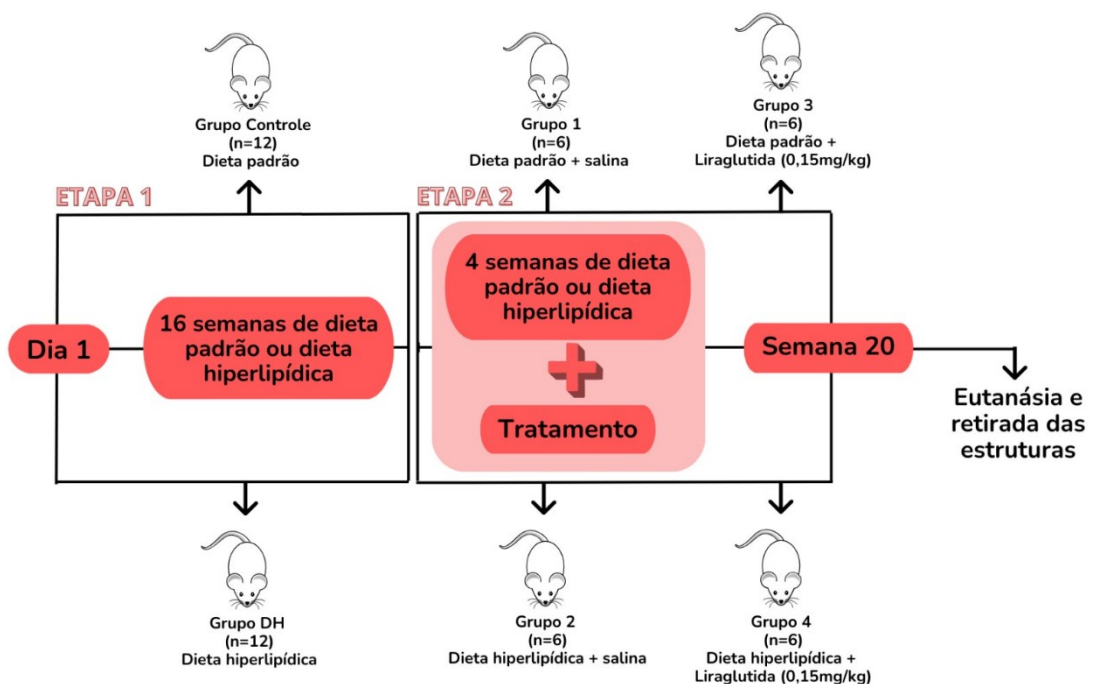 Grupo Controle
(n=12)
Dieta padrão
Grupo 1
(n=6)
Dieta padrão + salina
Grupo 3
(n=6)
Dieta padrão +
Liraglutida (0,15mg/kg)
ETAPA 1
ETAPA 2
Dia 1
16 semanas de dieta
padrão ou dieta
hiperlipídica
4 semanas de dieta
padrão ou dieta
hiperlipídica
Tratamento
Semana 20
Eutanásia e
retirada das
estruturas
Grupo DH
(n=12)
Dieta hiperlipídica
Grupo 2
(n=6)
Dieta hiperlipídica + salina
Grupo 4
(n=6)
Dieta hiperlipídica +
Liraglutida (0,15mg/kg)